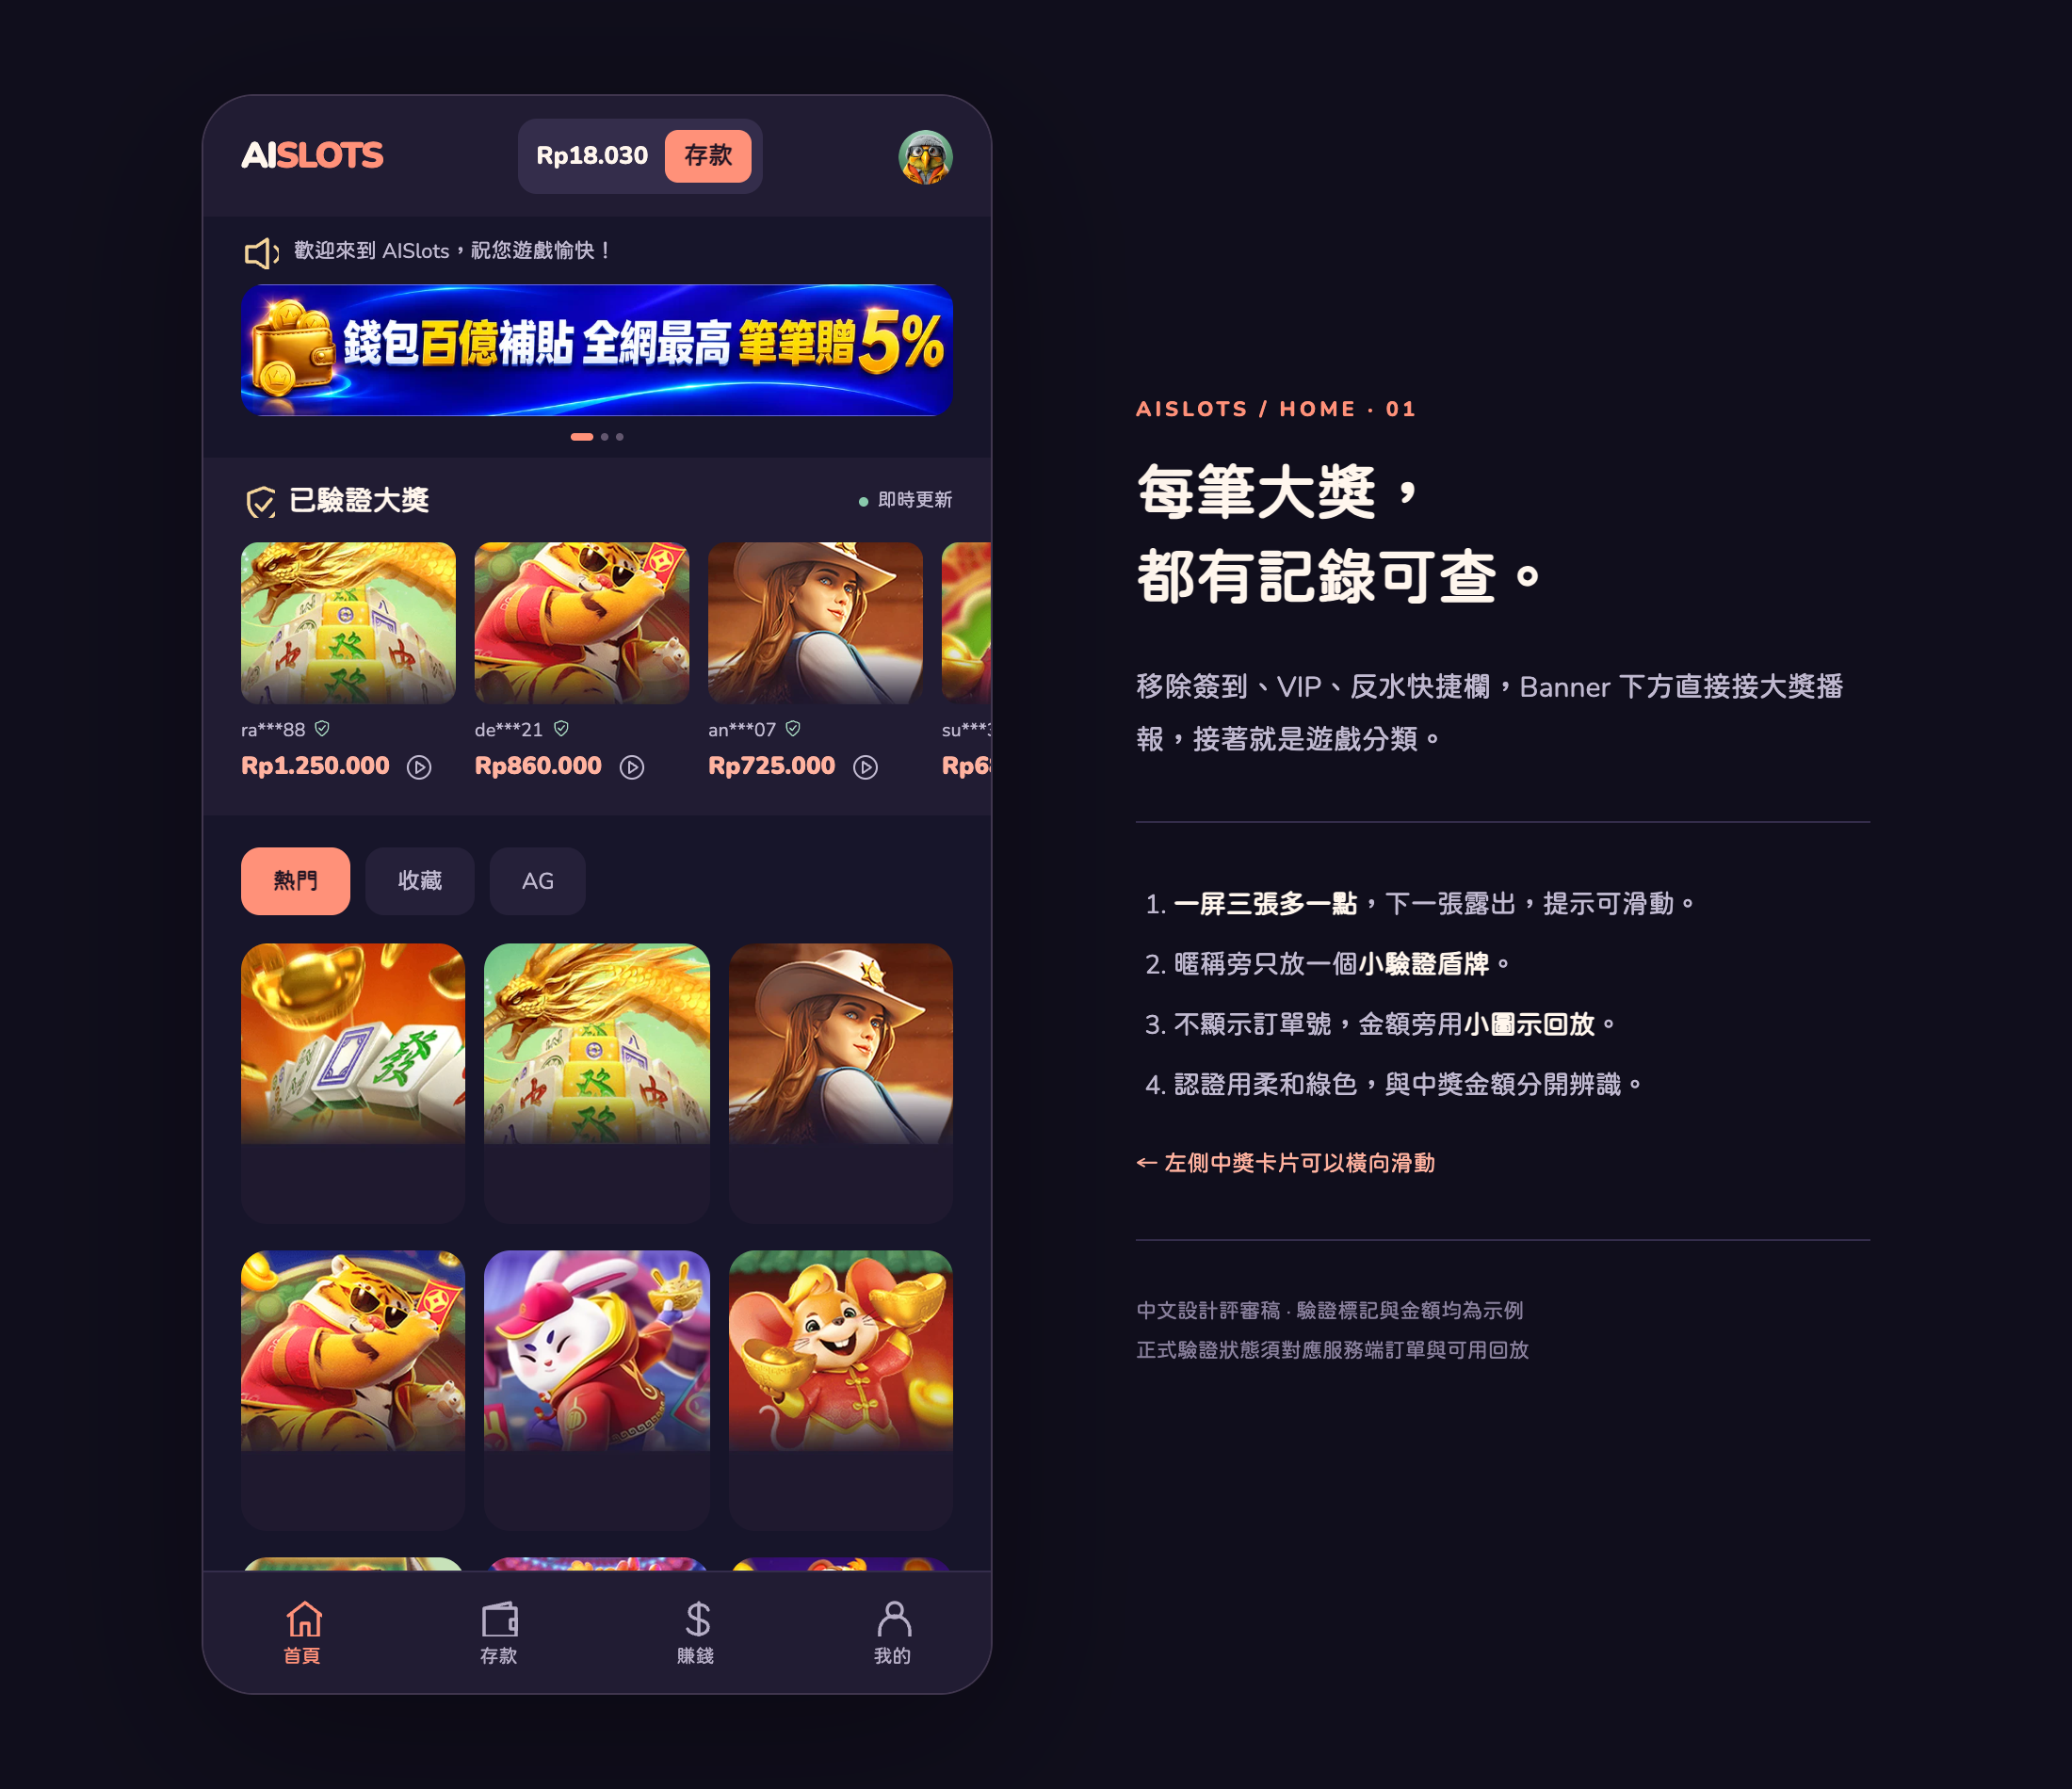 AISLOTS
Rp18.030 存款
歡迎來到 AISlots，祝您遊戲愉快！
錢包百億補貼 全網最高 筆筆贈5%
已驗證大獎
即時更新
ra***88
de***21
an***07
su***3
Rp1.250.000
Rp860.000
Rp725.000
Rp68
熱門
收藏
AG
首頁
存款
賺錢
我的
AISLOTS / HOME · 01
每筆大獎，
都有記錄可查。
移除簽到、VIP、反水快捷欄，Banner 下方直接接大獎播
報，接著就是遊戲分類。
1. 一屏三張多一點，下一張露出，提示可滑動。
2. 暱稱旁只放一個小驗證盾牌。
3. 不顯示訂單號，金額旁用小圖示回放。
4. 認證用柔和綠色，與中獎金額分開辨識。
← 左側中獎卡片可以橫向滑動
中文設計評審稿 · 驗證標記與金額均為示例
正式驗證狀態須對應服務端訂單與可用回放